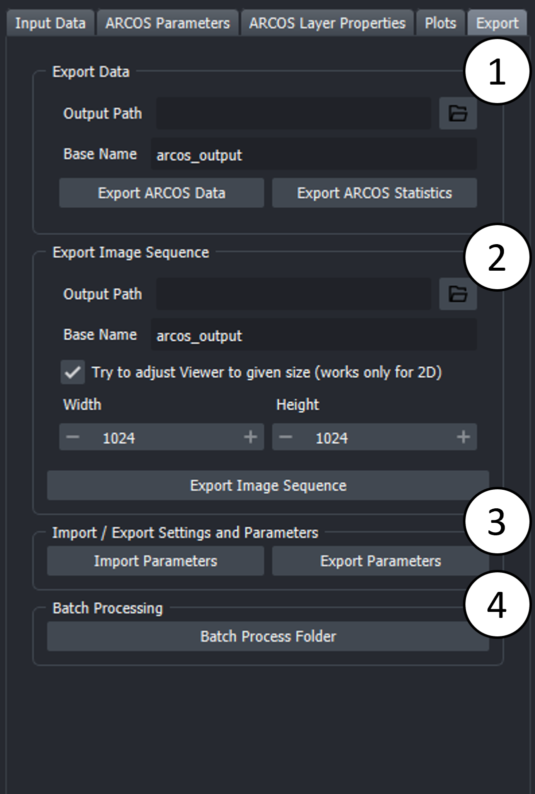 Input Data ARCOS Parameters ARCOS Layer Properties Plots Export
1
Export Data
Output Path
Base Name arcos_output
Export ARCOS Data Export ARCOS Statistics
2
Export Image Sequence
Output Path
Base Name arcos_output
Try to adjust Viewer to given size (works only for 2D)
Width Height
1024 1024
Export Image Sequence
3
Import / Export Settings and Parameters
Import Parameters Export Parameters
4
Batch Processing
Batch Process Folder